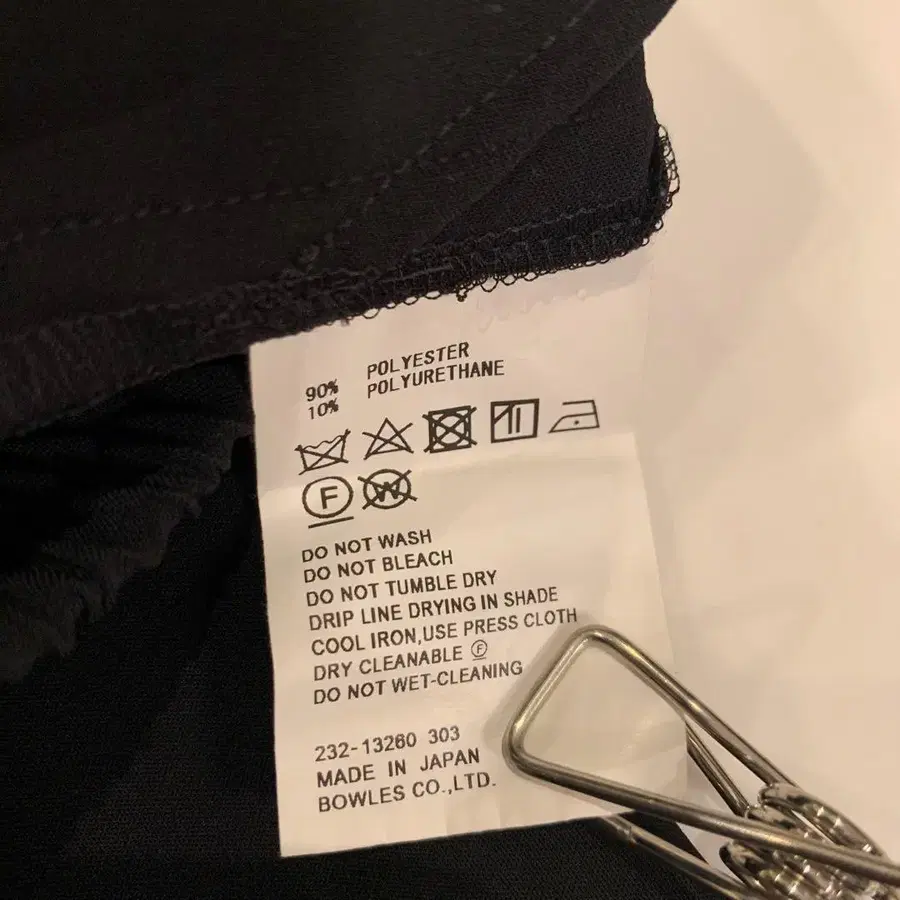 90% POLYESTER
10% POLYURETHANE
F W
DO NOT WASH
DO NOT BLEACH
DO NOT TUMBLE DRY
DRIP LINE DRYING IN SHADE
COOL IRON,USE PRESS CLOTH
DRY CLEANABLE Ⓕ
DO NOT WET-CLEANING
232-13260 303
MADE IN JAPAN
BOWLES CO.,LTD.